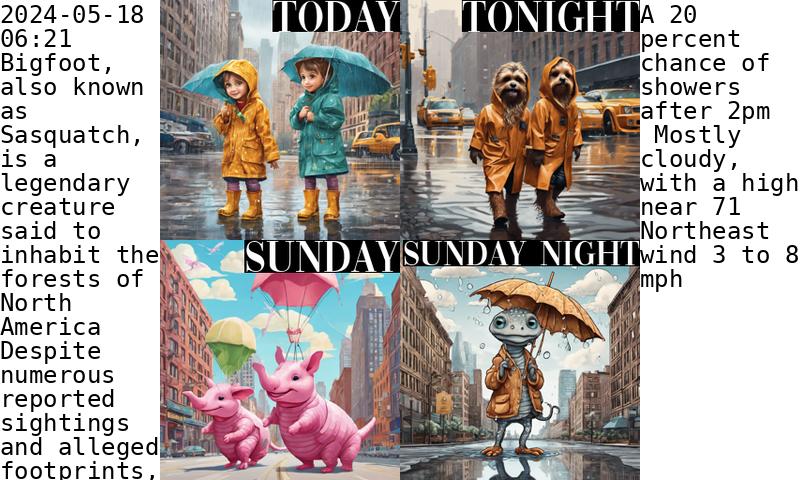 2024-05-18
06:21
Bigfoot,
also known
as
Sasquatch,
is a
legendary
creature
said to
inhabit the
forests of
North
America
Despite
numerous
reported
sightings
and alleged
footprints,
TODAY
TONIGHT
SUNDAY
SUNDAY NIGHT
A 20
percent
chance of
showers
after 2pm
Mostly
cloudy,
with a high
near 71
Northeast
wind 3 to 8
mph